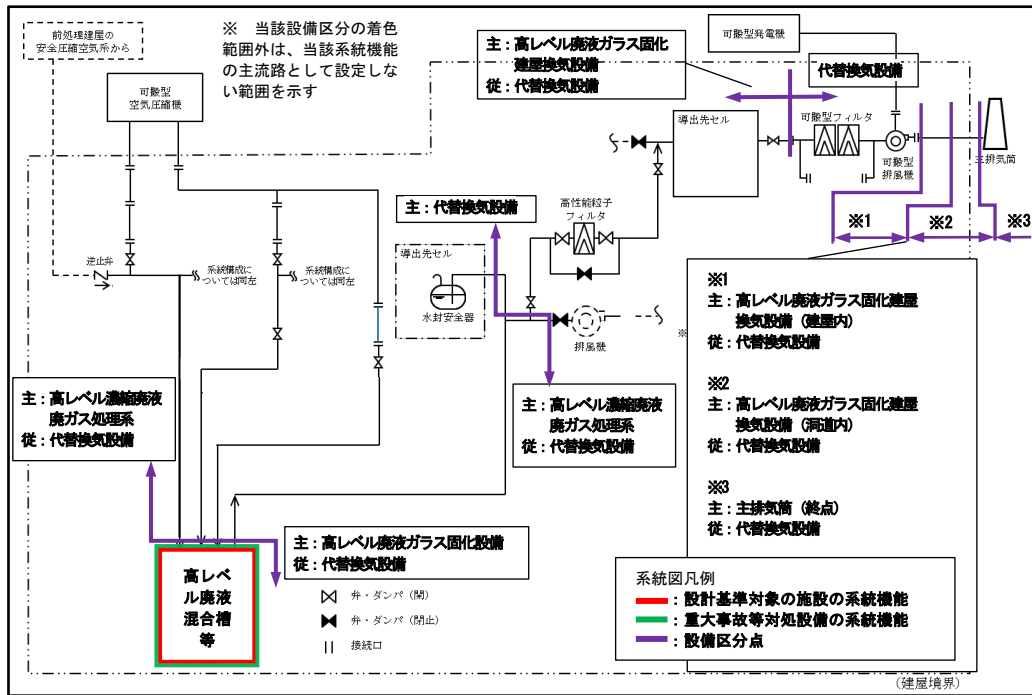 前処理建屋の
安全圧縮空気系から
※　当該設備区分の着色
範囲外は、当該系統機能
の主流路として設定しな
い範囲を示す
主：高レベル廃液ガラス固化
建屋換気設備
従：代替換気設備
可搬型発電機
代替換気設備
可搬型
空気圧縮機
導出先セル
可搬型フィルタ
可搬型
排風機
主排気筒
※1
※2
※3
主：代替換気設備
高性能粒子
フィルタ
導出先セル
水封安全器
排風機
逆止弁
系統構成に
ついては同左
系統構成に
ついては同左
※
※1
主：高レベル廃液ガラス固化建屋
換気設備（建屋内）
従：代替換気設備
※2
主：高レベル廃液ガラス固化建屋
換気設備（洞道内）
従：代替換気設備
※3
主：主排気筒（終点）
従：代替換気設備
主：高レベル濃縮廃液
廃ガス処理系
従：代替換気設備
主：高レベル濃縮廃液
廃ガス処理系
従：代替換気設備
主：高レベル廃液ガラス固化設備
従：代替換気設備
高レベ
ル廃液
混合槽
等
弁・ダンパ（開）
弁・ダンパ（閉止）
接続口
系統図凡例
：設計基準対象の施設の系統機能
：重大事故等対処設備の系統機能
：設備区分点
（建屋境界）